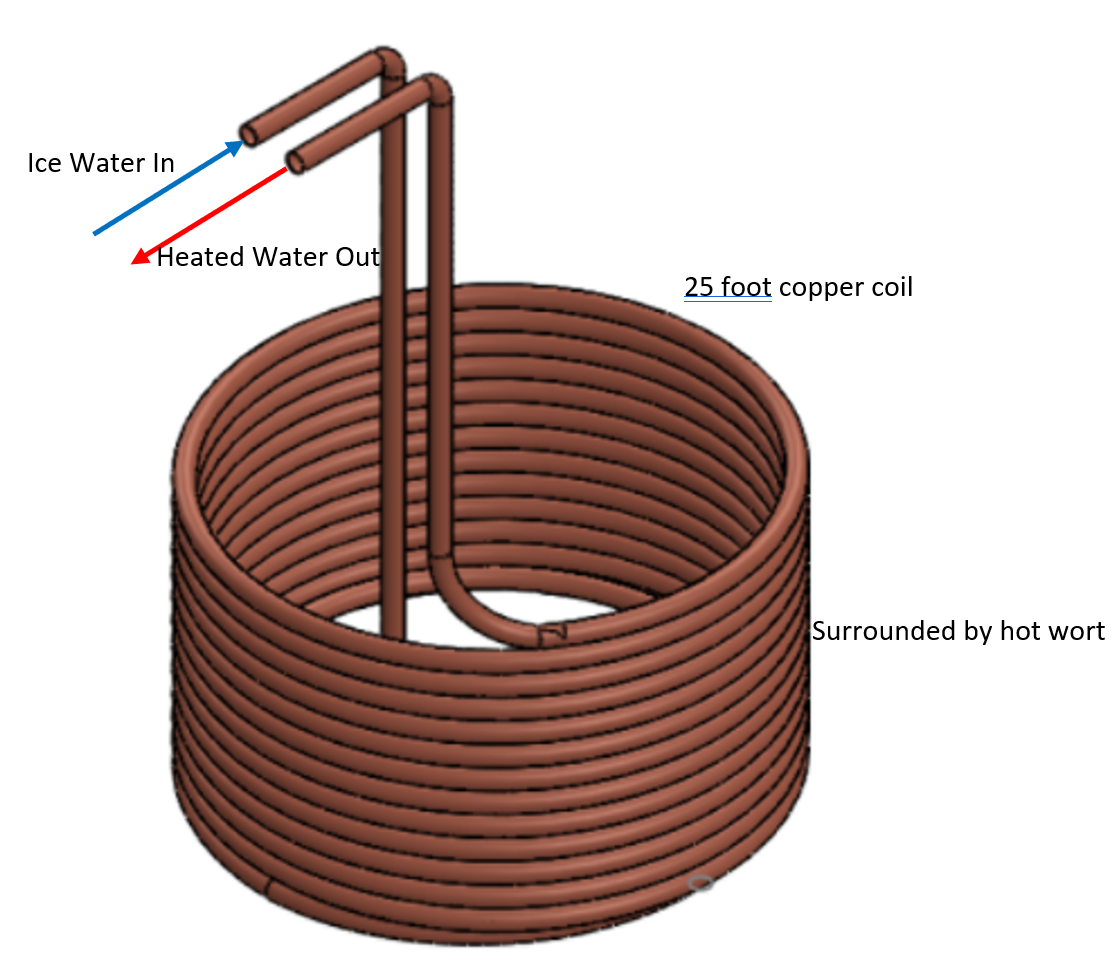 Ice Water In
Heated Water Out
25 foot copper coil
Surrounded by hot wort